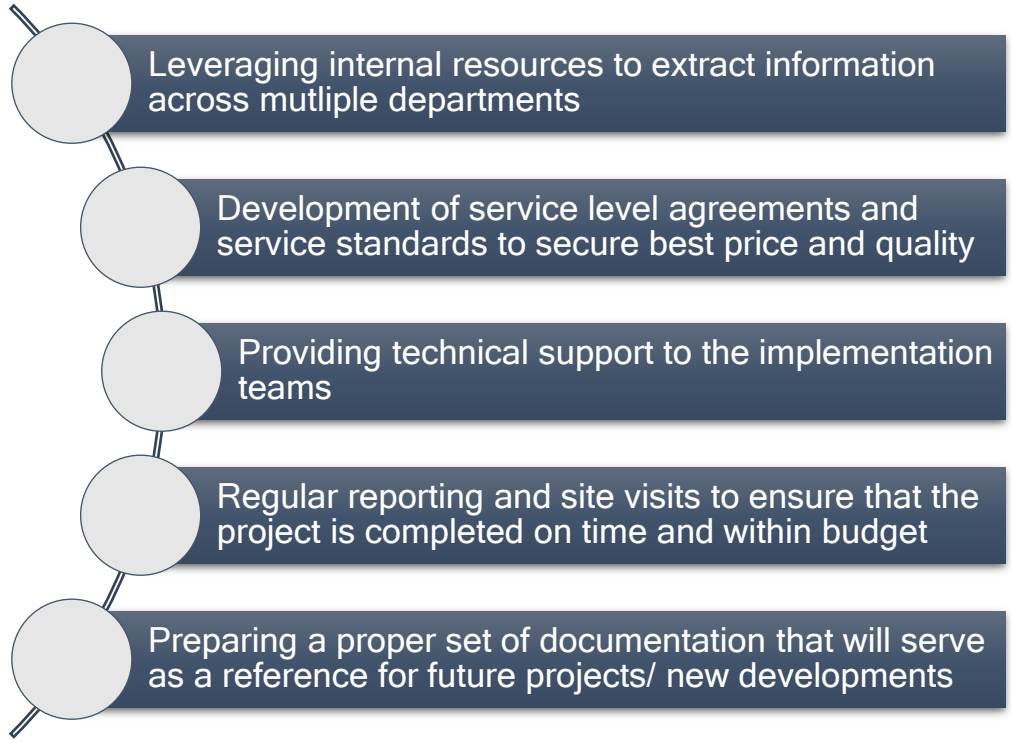 Leveraging internal resources to extract information
across mutliple departments
Development of service level agreements and
service standards to secure best price and quality
Providing technical support to the implementation
teams
Regular reporting and site visits to ensure that the
project is completed on time and within budget
Preparing a proper set of documentation that will serve
as a reference for future projects/ new developments